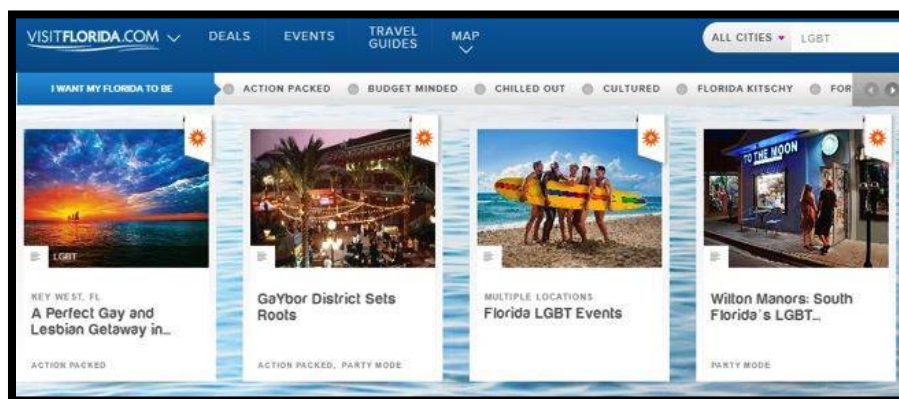 VISITFLORIDA.COM
DEALS
EVENTS
TRAVEL
GUIDES
MAP
ALL CITIES
LGBT
I WANT MY FLORIDA TO BE
ACTION PACKED
BUDGET MINDED
CHILLED OUT
CULTURED
FLORIDA KITSCHY
FOR
TO THE MOON
LGBT
KEY WEST, FL
A Perfect Gay and
Lesbian Getaway in...
ACTION PACKED
GaYbor District Sets
Roots
ACTION PACKED, PARTY MODE
MULTIPLE LOCATIONS
Florida LGBT Events
Wilton Manors: South
Florida's LGBT...
PARTY MODE